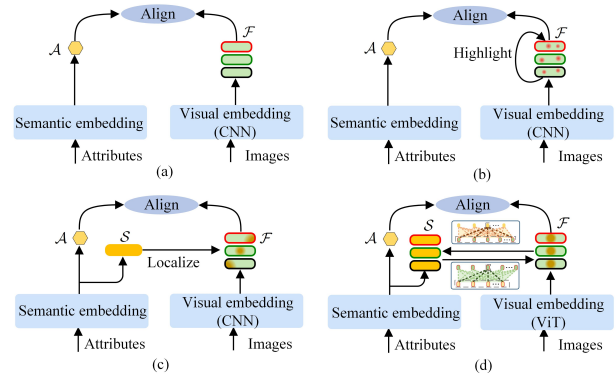 Align
𝒜
ℱ
Semantic embedding
Visual embedding
(CNN)
Attributes
Images
(a)
Align
𝒜
ℱ
Highlight
Semantic embedding
Visual embedding
(CNN)
Attributes
Images
(b)
Align
𝒜
𝒮
ℱ
Localize
Semantic embedding
Visual embedding
(CNN)
Attributes
Images
(c)
Align
𝒜
𝒮
ℱ
Semantic embedding
Visual embedding
(ViT)
Attributes
Images
(d)